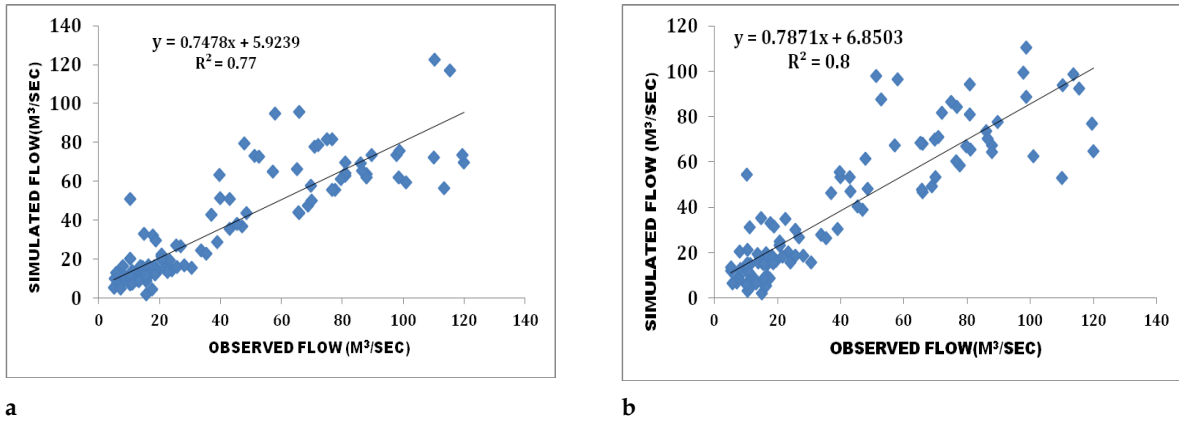 y = 0.7478x + 5.9239
R² = 0.77
SIMULATED FLOW(M³/SEC)
140
120
100
80
60
40
20
0
0 20 40 60 80 100 120 140
OBSERVED FLOW (M³/SEC)
a
y = 0.7871x + 6.8503
R² = 0.8
SIMULATED FLOW (M³/SEC)
120
100
80
60
40
20
0
0 20 40 60 80 100 120 140
OBSERVED FLOW(M³/SEC)
b